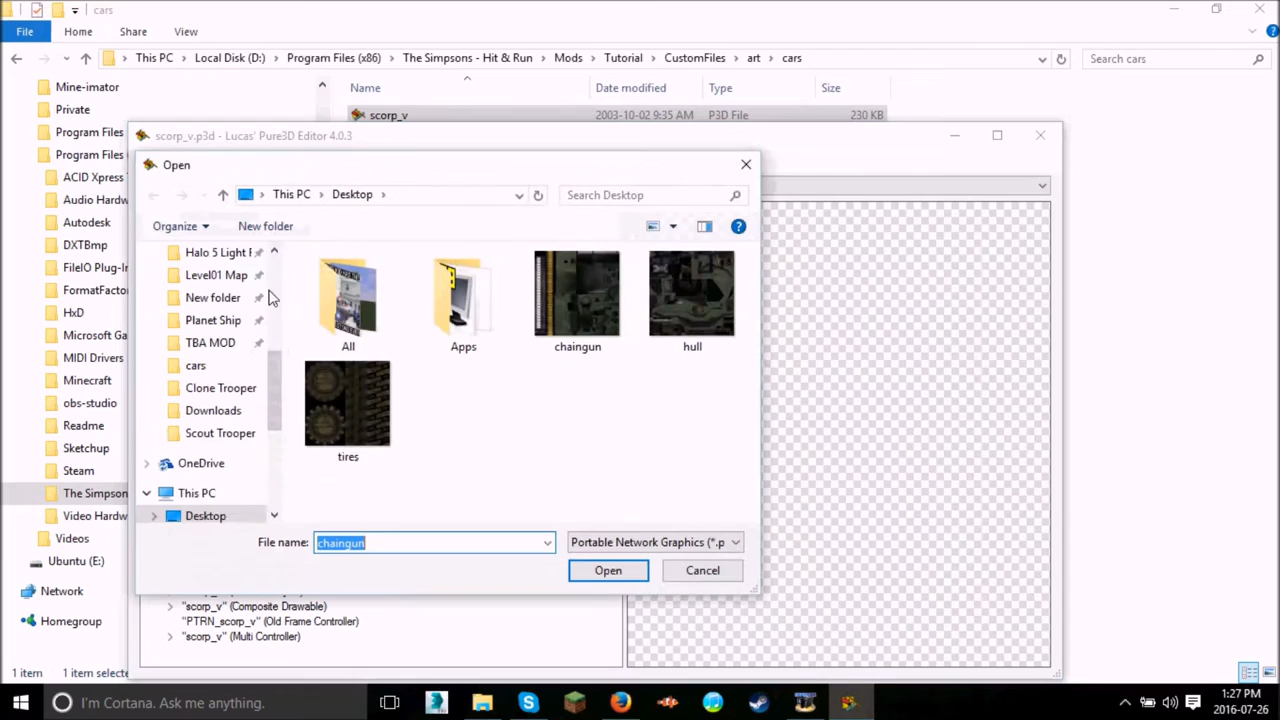 cars
File
Home
Share
View
This PC
Local Disk (D:)
Program Files (x86)
The Simpsons - Hit & Run
Mods
Tutorial
CustomFiles
art
cars
Search cars
Mine-imator
Private
Program Files
Program Files
ACID Xpress
Audio Hardw
Autodesk
DXTBmp
FileIO Plug-In
FormatFactor
HxD
Microsoft Ga
MIDI Drivers
Minecraft
obs-studio
Readme
Sketchup
Steam
The Simpson
Video Hardw
Videos
Ubuntu (E:)
Network
Homegroup
Name
Date modified
Type
Size
scorp_v
2003-10-02 9:35 AM
P3D File
230 KB
scorp_v.p3d - Lucas' Pure3D Editor 4.0.3
Open
This PC
Desktop
Search Desktop
Organize
New folder
Halo 5 Light F
Level01 Map
New folder
Planet Ship
TBA MOD
cars
Clone Trooper
Downloads
Scout Trooper
OneDrive
This PC
Desktop
All
Apps
chaingun
hull
tires
File name:
chaingun
Portable Network Graphics (*.p
Open
Cancel
"scorp_v" (Composite Drawable)
"PTRN_scorp_v" (Old Frame Controller)
"scorp_v" (Multi Controller)
1 item
1 item selected
I'm Cortana. Ask me anything.
1:27 PM
2016-07-26